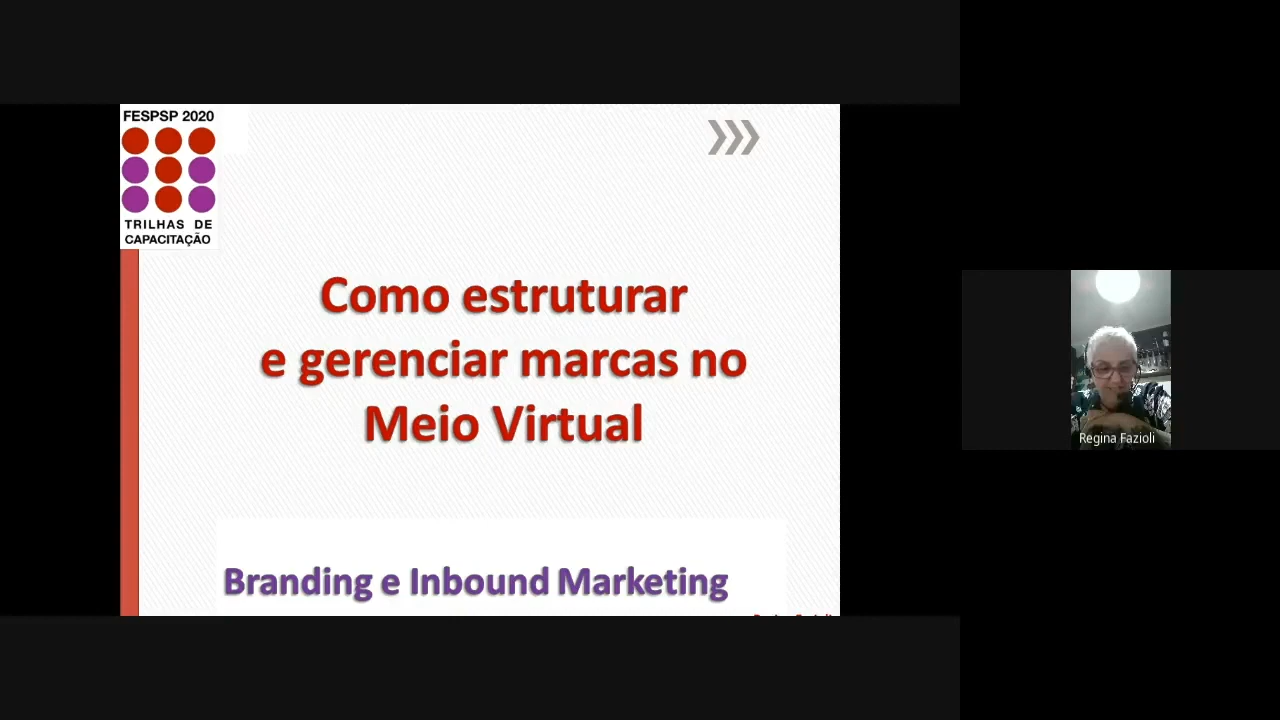 FESPSP 2020
TRILHAS DE
CAPACITAÇÃO
Como estruturar
e gerenciar marcas no
Meio Virtual
Branding e Inbound Marketing
Regina Fazioli